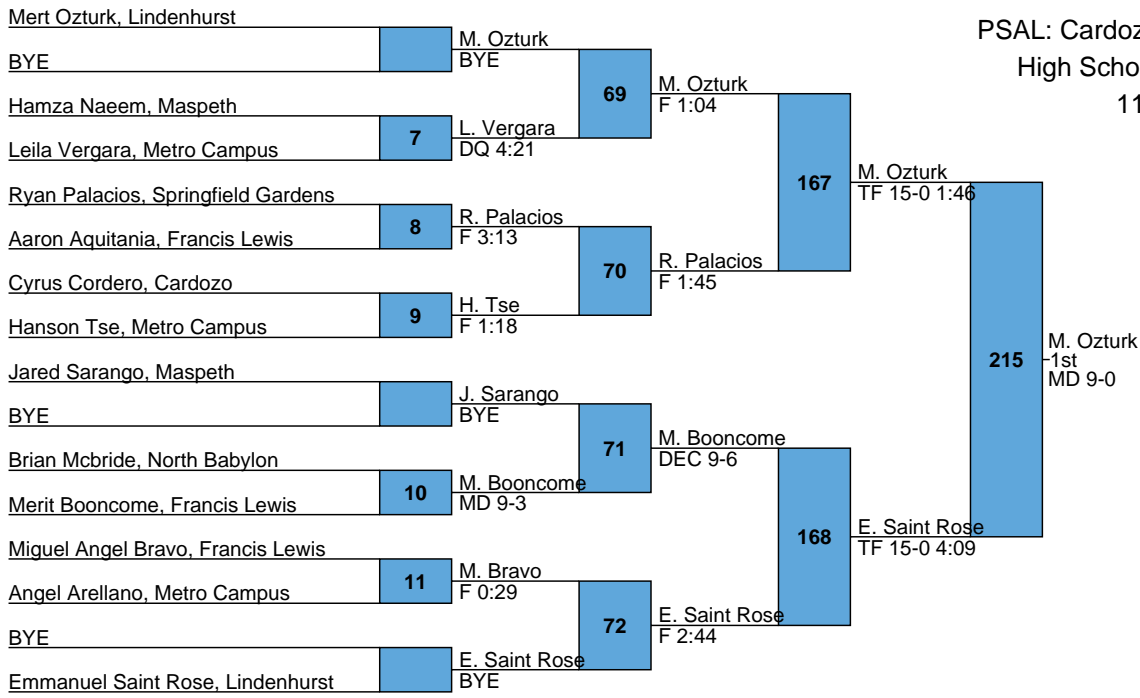 Mert Ozturk, Lindenhurst
BYE
Hamza Naeem, Maspeth
Leila Vergara, Metro Campus
Ryan Palacios, Springfield Gardens
Aaron Aquitania, Francis Lewis
Cyrus Cordero, Cardozo
Hanson Tse, Metro Campus
Jared Sarango, Maspeth
BYE
Brian Mcbride, North Babylon
Merit Booncome, Francis Lewis
Miguel Angel Bravo, Francis Lewis
Angel Arellano, Metro Campus
BYE
Emmanuel Saint Rose, Lindenhurst
7
8
9
10
11
M. Ozturk
BYE
L. Vergara
DQ 4:21
R. Palacios
F 3:13
H. Tse
F 1:18
J. Sarango
BYE
M. Booncome
MD 9-3
M. Bravo
F 0:29
E. Saint Rose
BYE
69
70
71
72
M. Ozturk
F 1:04
R. Palacios
F 1:45
M. Booncome
DEC 9-6
E. Saint Rose
F 2:44
167
168
M. Ozturk
TF 15-0 1:46
E. Saint Rose
TF 15-0 4:09
215
M. Ozturk
1st
MD 9-0
PSAL: Cardoz
High Scho
11